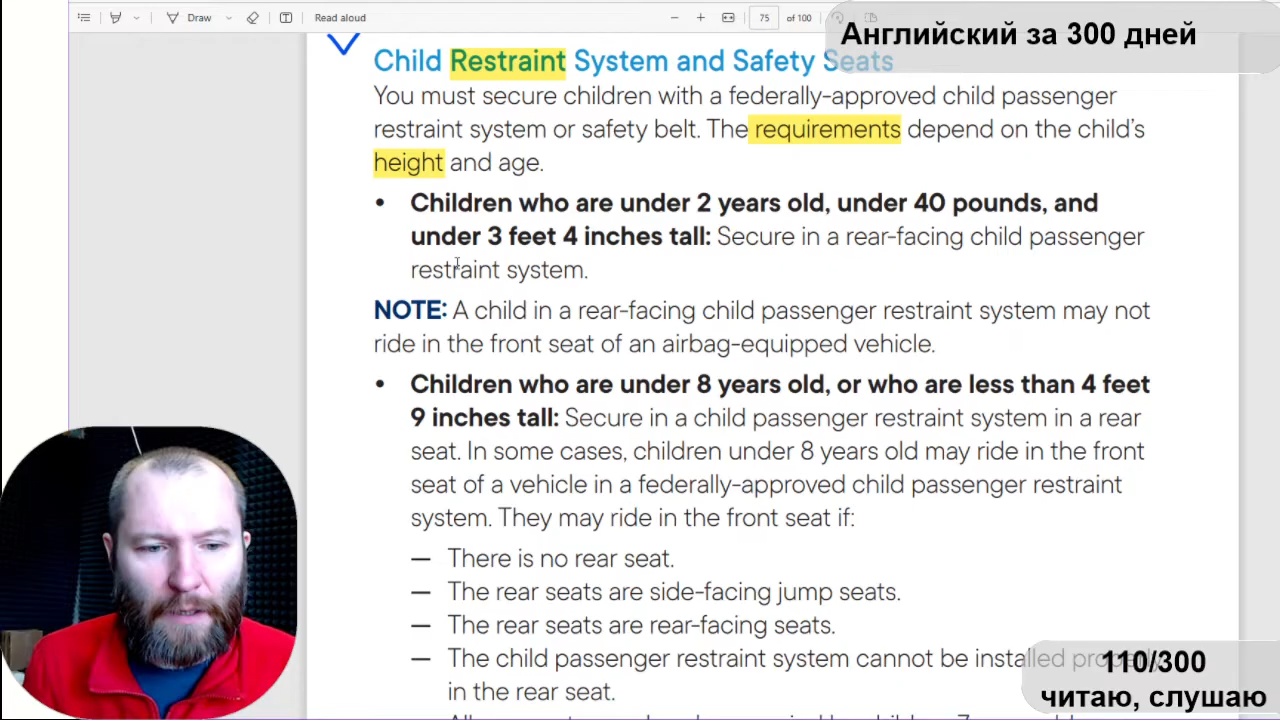 Draw
Read aloud
75
of 100
Английский за 300 дней
Child Restraint System and Safety Seats
You must secure children with a federally-approved child passenger
restraint system or safety belt. The requirements depend on the child's
height and age.
• Children who are under 2 years old, under 40 pounds, and
under 3 feet 4 inches tall: Secure in a rear-facing child passenger
restraint system.
NOTE: A child in a rear-facing child passenger restraint system may not
ride in the front seat of an airbag-equipped vehicle.
• Children who are under 8 years old, or who are less than 4 feet
9 inches tall: Secure in a child passenger restraint system in a rear
seat. In some cases, children under 8 years old may ride in the front
seat of a vehicle in a federally-approved child passenger restraint
system. They may ride in the front seat if:
— There is no rear seat.
— The rear seats are side-facing jump seats.
— The rear seats are rear-facing seats.
— The child passenger restraint system cannot be installed properly
in the rear seat.
110/300
читаю, слушаю